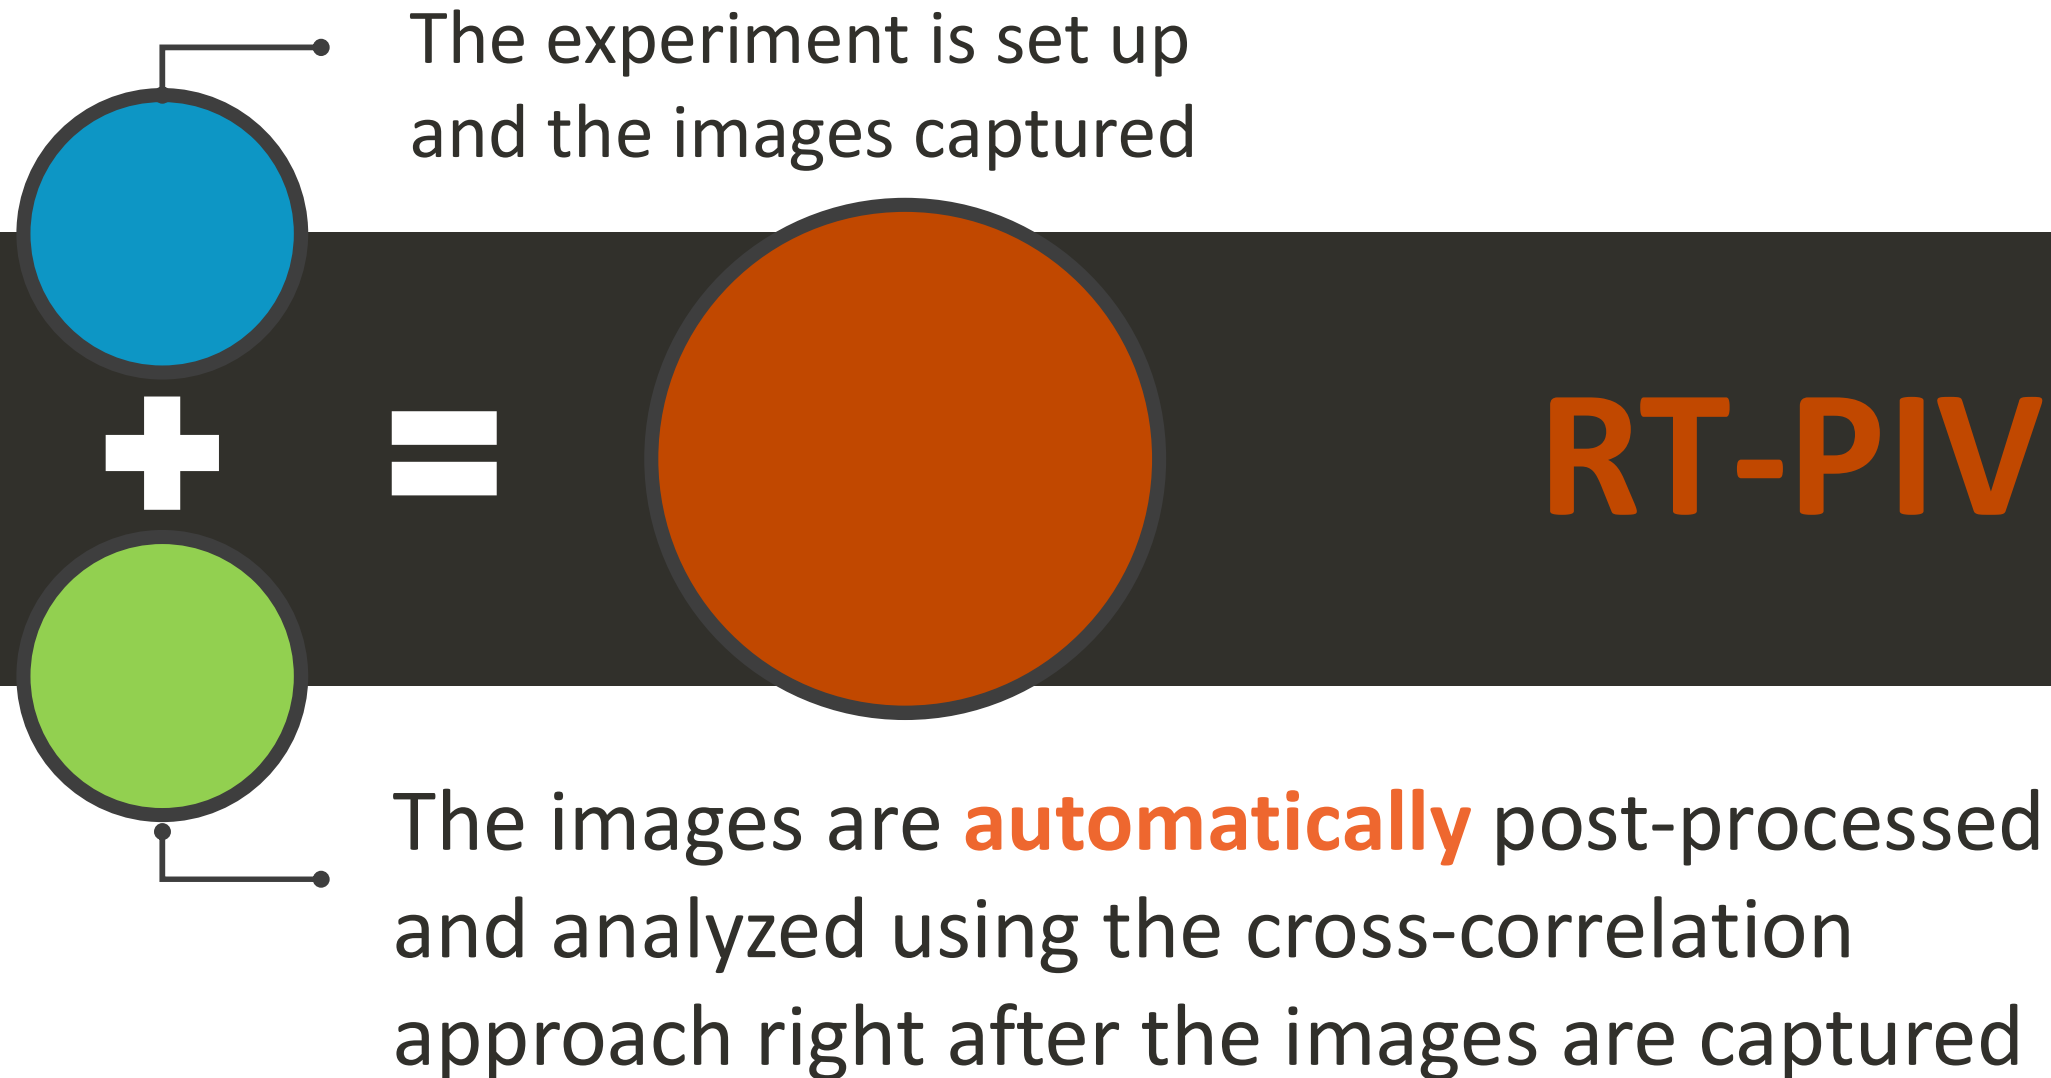 The experiment is set up
and the images captured
+
=
RT-PIV
The images are automatically post-processed
and analyzed using the cross-correlation
approach right after the images are captured